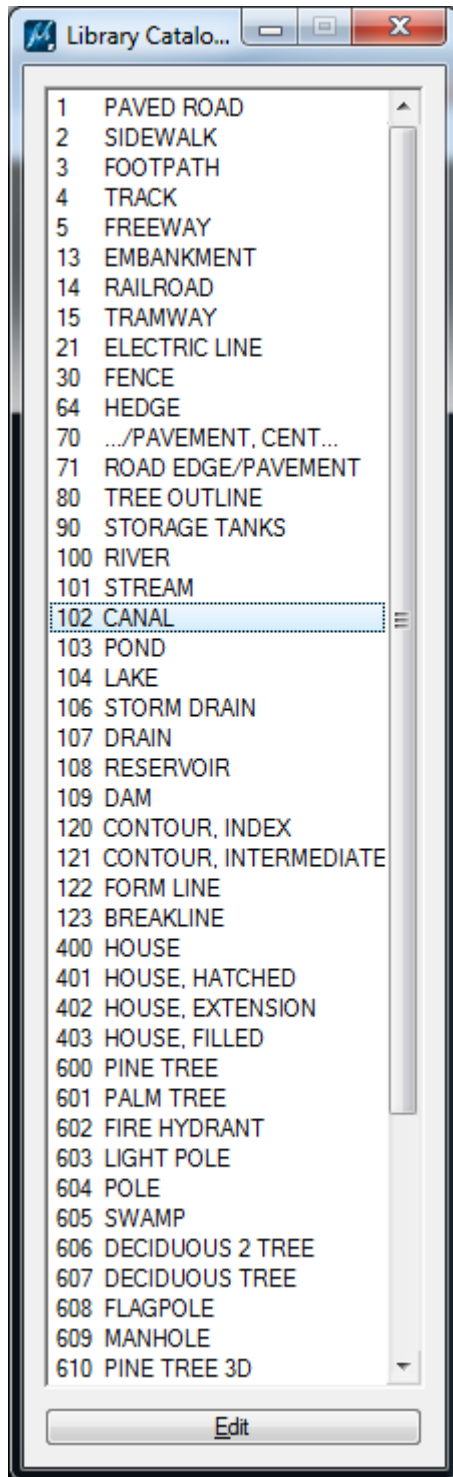 Library Catalo...
1 PAVED ROAD
2 SIDEWALK
3 FOOTPATH
4 TRACK
5 FREEWAY
13 EMBANKMENT
14 RAILROAD
15 TRAMWAY
21 ELECTRIC LINE
30 FENCE
64 HEDGE
70 .../PAVEMENT, CENT...
71 ROAD EDGE/PAVEMENT
80 TREE OUTLINE
90 STORAGE TANKS
100 RIVER
101 STREAM
102 CANAL
103 POND
104 LAKE
106 STORM DRAIN
107 DRAIN
108 RESERVOIR
109 DAM
120 CONTOUR, INDEX
121 CONTOUR, INTERMEDIATE
122 FORM LINE
123 BREAKLINE
400 HOUSE
401 HOUSE, HATCHED
402 HOUSE, EXTENSION
403 HOUSE, FILLED
600 PINE TREE
601 PALM TREE
602 FIRE HYDRANT
603 LIGHT POLE
604 POLE
605 SWAMP
606 DECIDUOUS 2 TREE
607 DECIDUOUS TREE
608 FLAGPOLE
609 MANHOLE
610 PINE TREE 3D
Edit